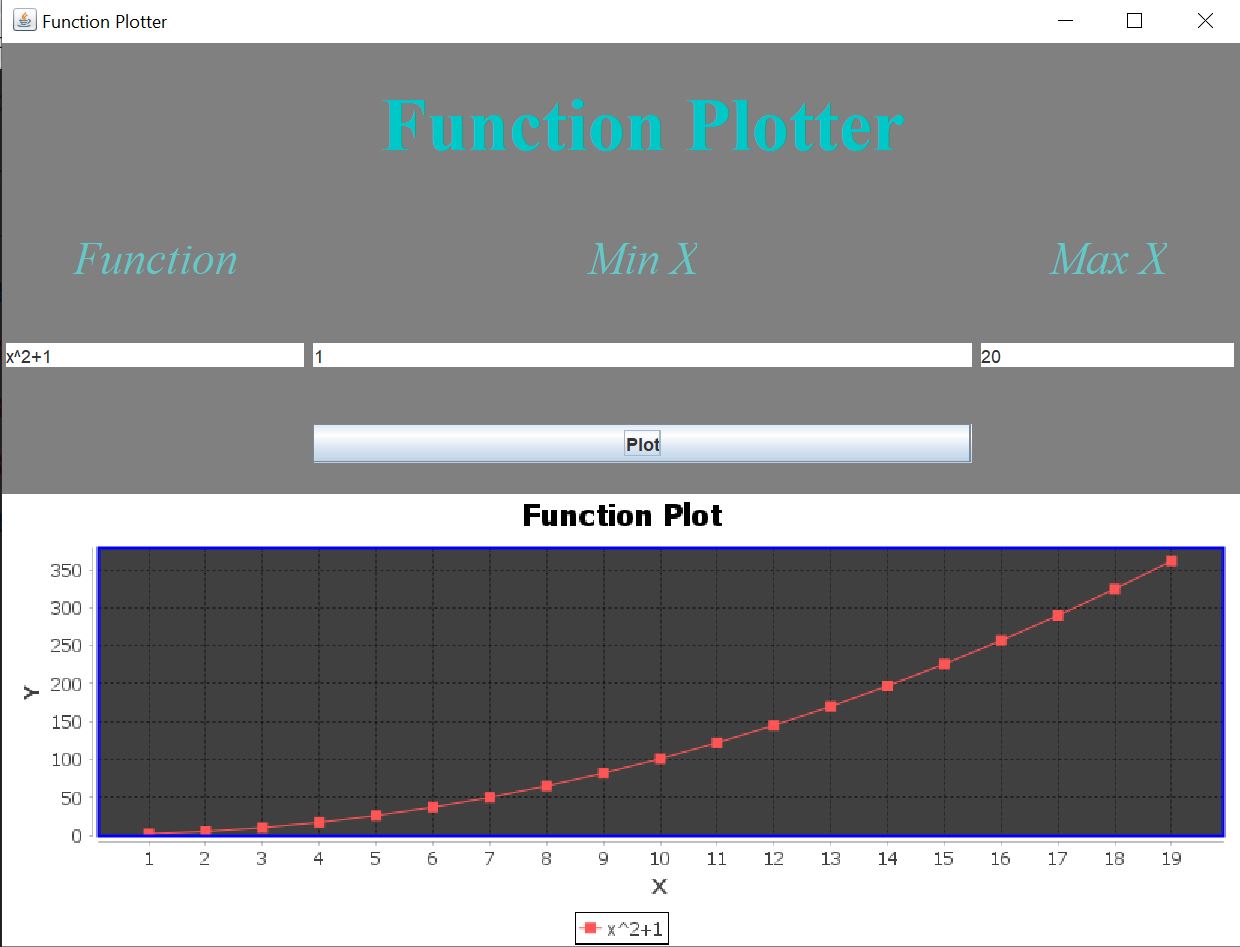 Function Plotter
Function Plotter
Function Min X Max X
x^2+1 1 20
Plot
Function Plot
350
300
250
200
150
100
50
0
Y
1 2 3 4 5 6 7 8 9 10 11 12 13 14 15 16 17 18 19
X
x^2+1